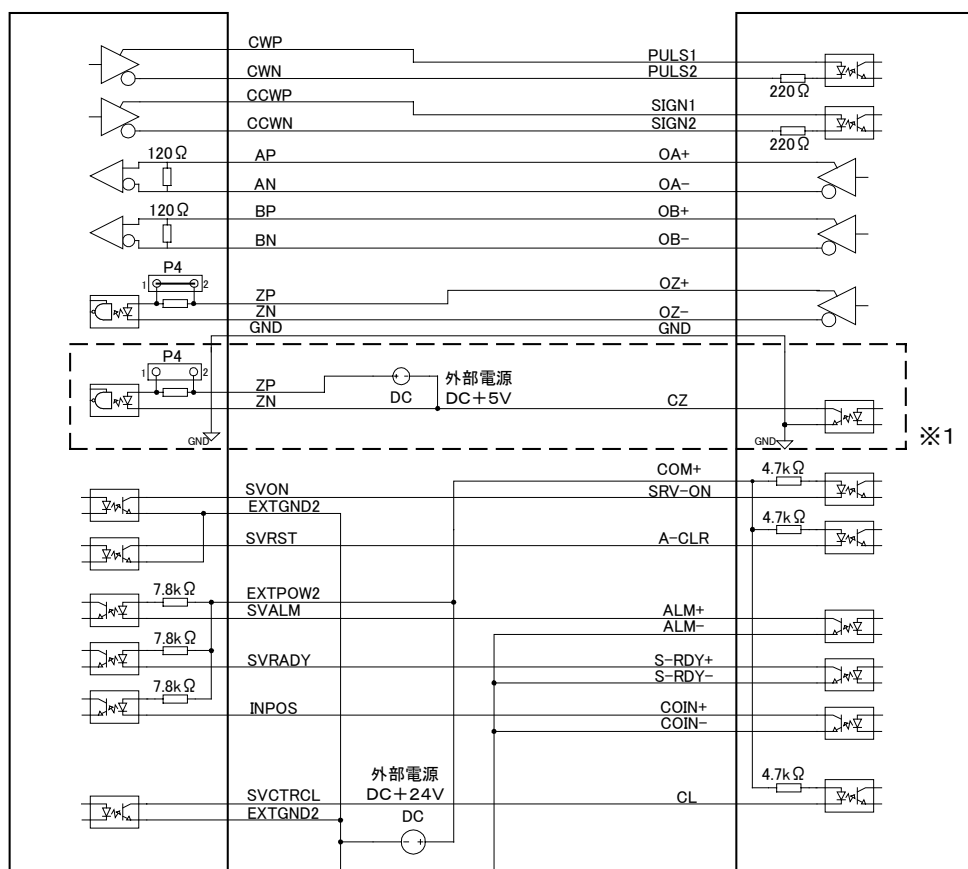 CWP
PULS1
CWN PULS2
220Ω
CCWP
SIGN1
CCWN SIGN2
220Ω
120Ω AP OA+
AN OA-
120Ω BP OB+
BN OB-
P4
1 2
ZP OZ+
ZN OZ-
GND GND
P4
1 2
ZP 外部電源
ZN DC DC+5V CZ
GND GND ※1
COM+ 4.7kΩ
SVON SRV-ON
EXTGND2
4.7kΩ
SVRST A-CLR
7.8kΩ EXTPOW2
SVALM ALM+
ALM-
7.8kΩ
SVRADY S-RDY+
S-RDY-
7.8kΩ
INPOS COIN+
COIN-
外部電源 4.7kΩ
SVCTRCL DC+24V CL
EXTGND2 DC
- +